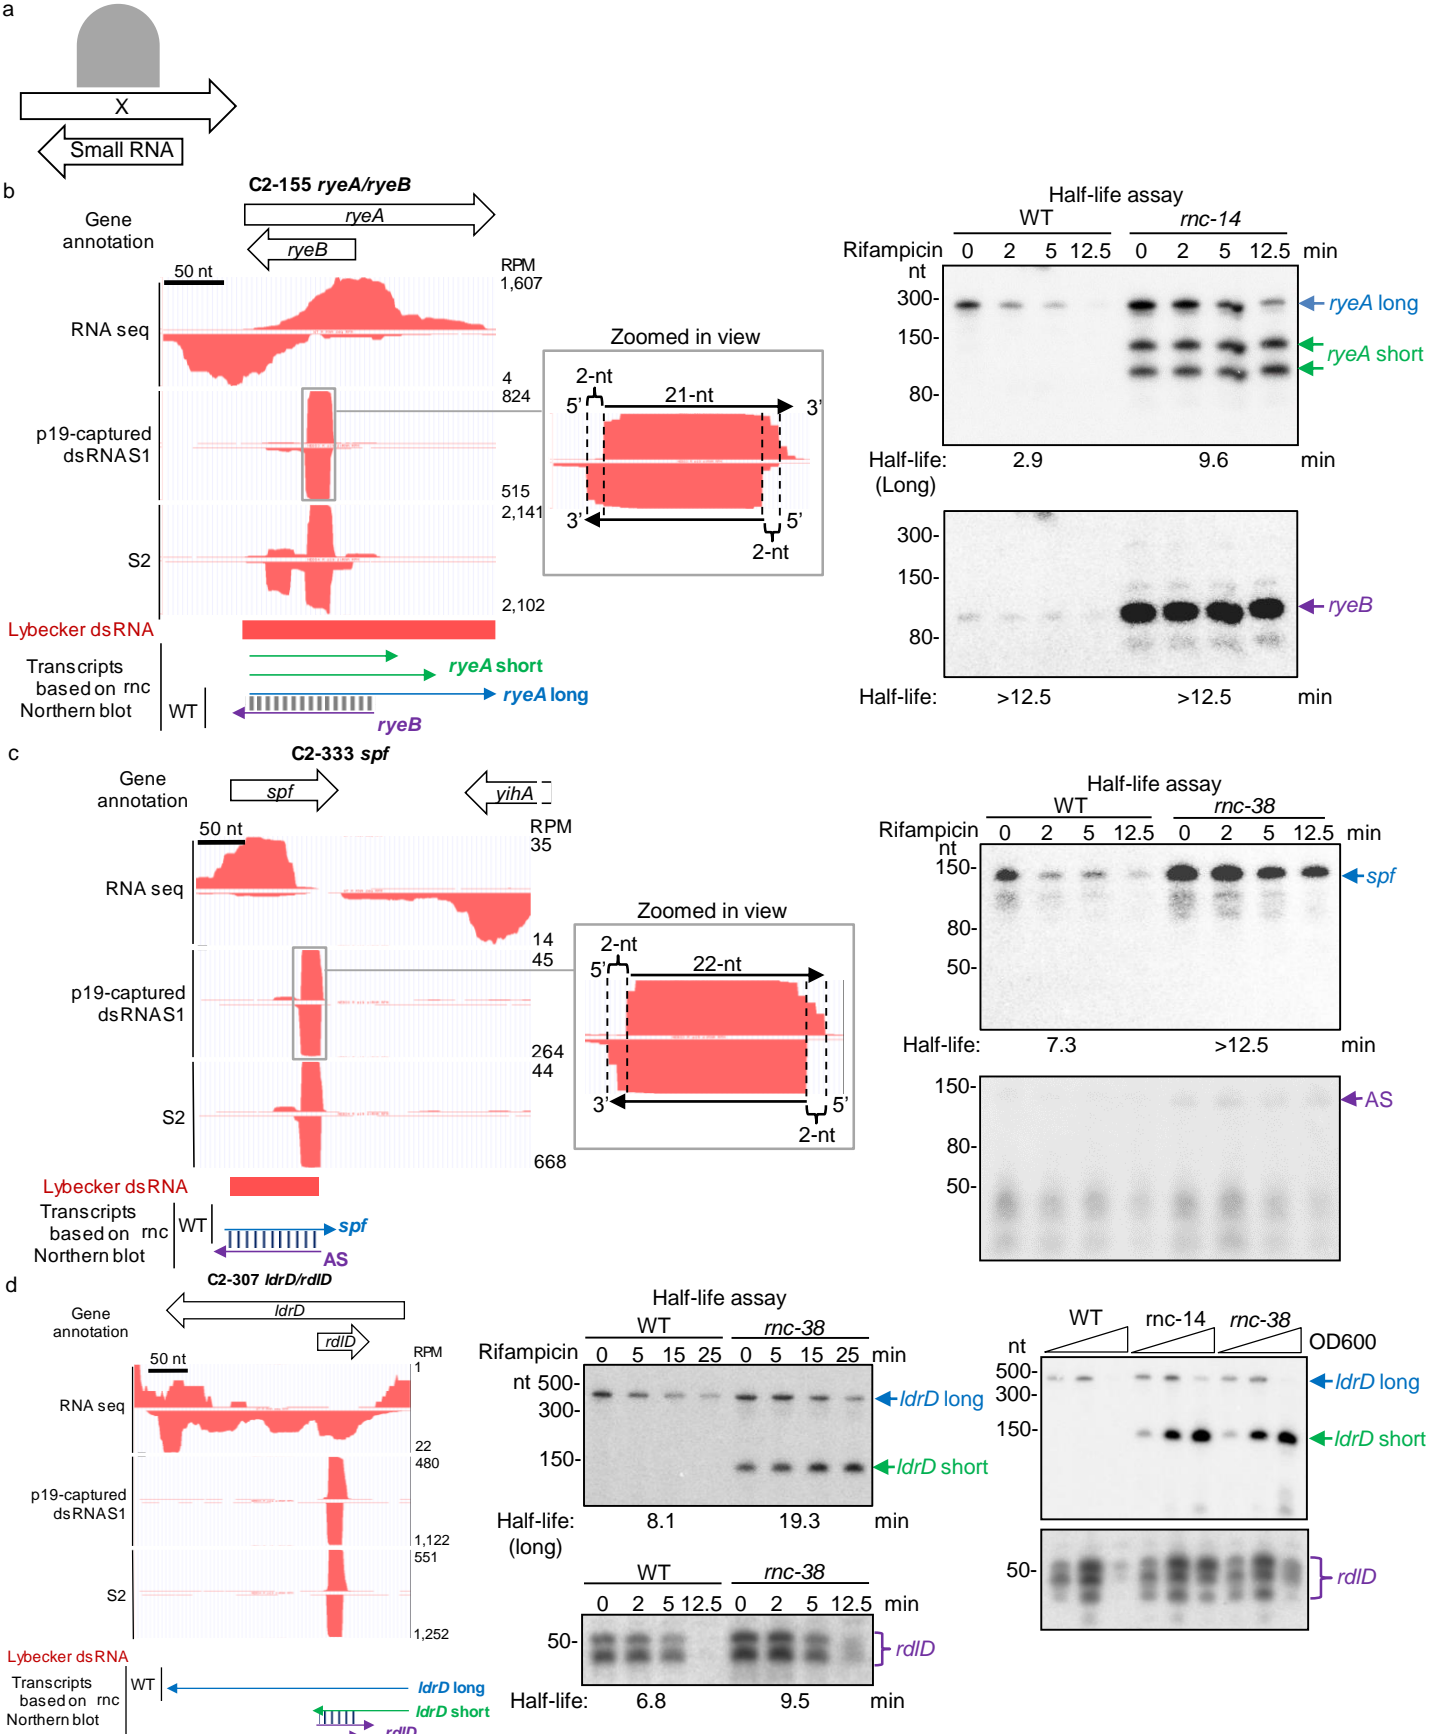 a
X
Small RNA
b
C2-155 ryeA/ryeB
Gene annotation
ryeA
ryeB
50 nt
RPM
1,607
RNA seq
4
824
p19-captured dsRNA S1
515
2,141
S2
2,102
Zoomed in view
2-nt
5’
21-nt
3’
3’
5’
2-nt
Lybecker dsRNA
Transcripts based on Northern blot
rnc
WT
ryeA short
ryeA long
ryeB
Half-life assay
WT
rnc-14
Rifampicin 0 2 5 12.5 0 2 5 12.5 min
nt
300-
150-
80-
ryeA long
ryeA short
Half-life: (Long)
2.9
9.6
min
300-
150-
80-
ryeB
Half-life:
>12.5
>12.5
min
c
C2-333 spf
Gene annotation
spf
yihA
50 nt
RPM
35
RNA seq
14
45
p19-captured dsRNA S1
264
44
S2
668
Zoomed in view
2-nt
5’
22-nt
3’
5’
2-nt
Lybecker dsRNA
Transcripts based on Northern blot
rnc
WT
spf
AS
Half-life assay
WT
rnc-38
Rifampicin 0 2 5 12.5 0 2 5 12.5 min
nt
150-
80-
50-
spf
Half-life:
7.3
>12.5
min
150-
80-
50-
AS
d
C2-307 ldrD/rdlD
Gene annotation
ldrD
rdlD
50 nt
RPM
1
RNA seq
22
480
p19-captured dsRNA S1
1,122
551
S2
1,252
Lybecker dsRNA
Transcripts based on Northern blot
rnc
WT
ldrD long
ldrD short
rdlD
Half-life assay
WT
rnc-38
Rifampicin 0 5 15 25 0 5 15 25 min
nt 500-
300-
150-
ldrD long
ldrD short
Half-life: (long)
8.1
19.3
min
WT
rnc-38
0 2 5 12.5 0 2 5 12.5 min
50-
rdlD
Half-life:
6.8
9.5
min
WT
rnc-14
rnc-38
nt
OD600
500-
300-
150-
ldrD long
ldrD short
50-
rdlD